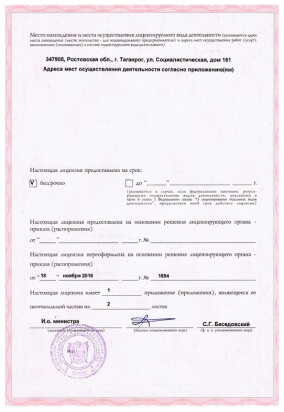 Место нахождения и места осуществления лицензируемого вида деятельности (указываются адрес
места нахождения (место жительства - для индивидуального предпринимателя) и адреса мест осуществления работ (услуг),
выполняемых (оказываемых) в составе лицензируемого вида деятельности)
347905, Ростовская обл., г. Таганрог, ул. Социалистическая, дом 161
Адреса мест осуществления деятельности согласно приложению(ям)
Настоящая лицензия предоставлена на срок:
V бессрочно до " " г.
(указывается в случае, если федеральными законами, регулирующими осуществление видов деятельности, указанных в части 4 статьи 1 Федерального закона "О лицензировании отдельных видов деятельности", предусмотрен иной срок действия лицензии)
Настоящая лицензия предоставлена на основании решения лицензирующего органа -
приказа (распоряжения)
от " " г. №
Настоящая лицензия переоформлена на основании решения лицензирующего органа -
приказа (распоряжения)
от "18 " ноября 2016 г. № 1854
Настоящая лицензия имеет 1 приложение (приложения), являющееся ее
неотъемлемой частью на 2 листах
И.о. министра С.Г. Беседовский
(должность уполномоченного лица) (подпись уполномоченного лица) (ф. и. о. уполномоченного лица)
М.П.